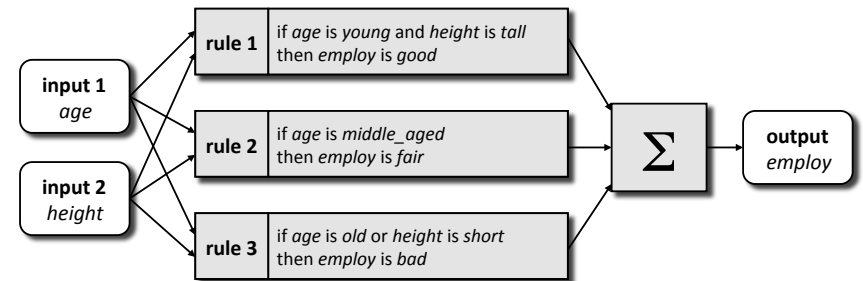 input 1
age
input 2
height
rule 1
if age is young and height is tall
then employ is good
rule 2
if age is middle_aged
then employ is fair
rule 3
if age is old or height is short
then employ is bad
Σ
output
employ